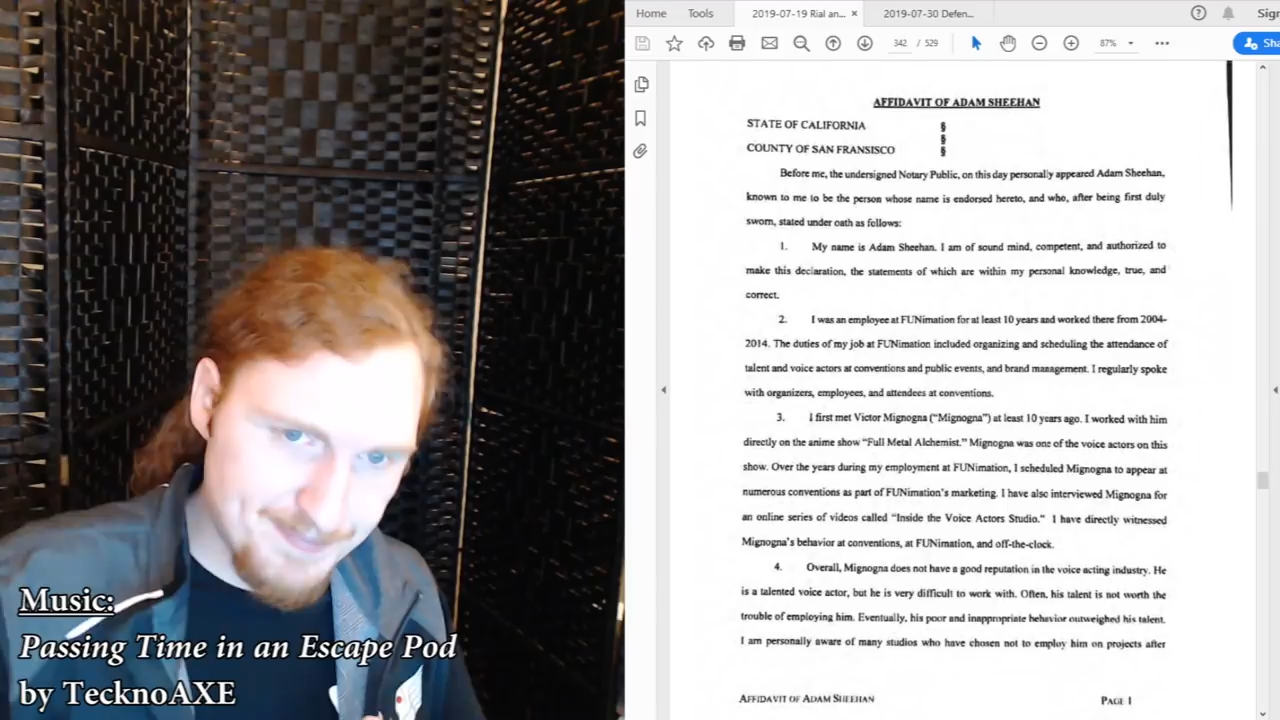 Home Tools 2019-07-19 Rial an... × 2019-07-30 Defen... Sign
342 / 529 87% Sha
AFFIDAVIT OF ADAM SHEEHAN
STATE OF CALIFORNIA §
§
COUNTY OF SAN FRANSISCO §
Before me, the undersigned Notary Public, on this day personally appeared Adam Sheehan,
known to me to be the person whose name is endorsed hereto, and who, after being first duly
sworn, stated under oath as follows:
1. My name is Adam Sheehan. I am of sound mind, competent, and authorized to
make this declaration, the statements of which are within my personal knowledge, true, and
correct.
2. I was an employee at FUNimation for at least 10 years and worked there from 2004-
2014. The duties of my job at FUNimation included organizing and scheduling the attendance of
talent and voice actors at conventions and public events, and brand management. I regularly spoke
with organizers, employees, and attendees at conventions.
3. I first met Victor Mignogna ("Mignogna") at least 10 years ago. I worked with him
directly on the anime show "Full Metal Alchemist." Mignogna was one of the voice actors on this
show. Over the years during my employment at FUNimation, I scheduled Mignogna to appear at
numerous conventions as part of FUNimation's marketing. I have also interviewed Mignogna for
an online series of videos called "Inside the Voice Actors Studio." I have directly witnessed
Mignogna's behavior at conventions, at FUNimation, and off-the-clock.
4. Overall, Mignogna does not have a good reputation in the voice acting industry. He
is a talented voice actor, but he is very difficult to work with. Often, his talent is not worth the
trouble of employing him. Eventually, his poor and inappropriate behavior outweighed his talent.
I am personally aware of many studios who have chosen not to employ him on projects after
AFFIDAVIT OF ADAM SHEEHAN PAGE 1
Music:
Passing Time in an Escape Pod
by TecknoAXE